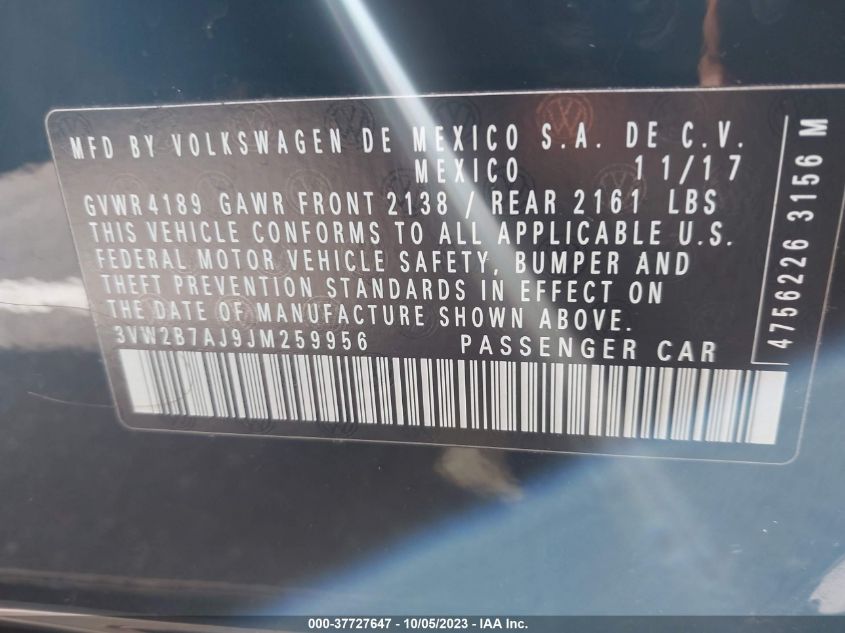 MFD BY VOLKSWAGEN DE MEXICO S.A. DE C.V.
MEXICO 11/17
GVWR 4189 GAWR FRONT 2138 / REAR 2161 LBS
THIS VEHICLE CONFORMS TO ALL APPLICABLE U.S.
FEDERAL MOTOR VEHICLE SAFETY, BUMPER AND
THEFT PREVENTION STANDARDS IN EFFECT ON
THE DATE OF MANUFACTURE SHOWN ABOVE.
3VW2B7AJ9JM259956 PASSENGER CAR
4756226 3156 M
000-37727647 - 10/05/2023 - IAA Inc.